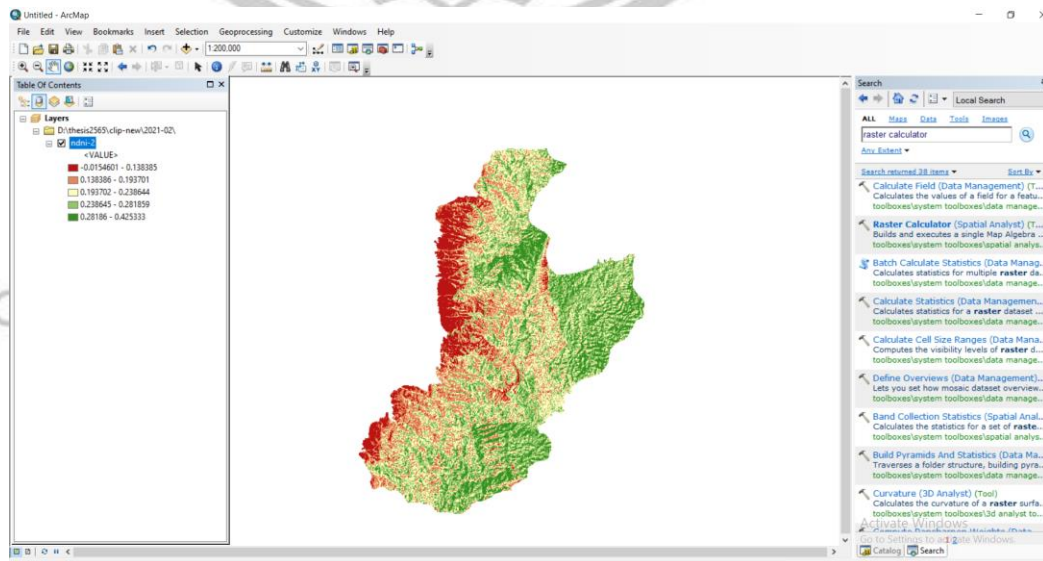 Untitled - ArcMap
File Edit View Bookmarks Insert Selection Geoprocessing Customize Windows Help
1:200,000
Table Of Contents
Layers
D:\thesis2565\clip-new\2021-02\
ndni-2
<VALUE>
-0.0154601 - 0.138385
0.138386 - 0.193701
0.193702 - 0.238644
0.238645 - 0.281859
0.28186 - 0.425333
Search
Local Search
ALL Maps Data Tools Images
raster calculator
Any Extent
Search returned 28 items Sort By
Calculate Field (Data Management) (T...
Calculates the values of a field for a featu...
toolboxes\system toolboxes\data manage...
Raster Calculator (Spatial Analyst) (T...
Builds and executes a single Map Algebra ...
toolboxes\system toolboxes\spatial analys...
Batch Calculate Statistics (Data Manag...
Calculates statistics for multiple raster da...
toolboxes\system toolboxes\data manage...
Calculate Statistics (Data Managemen...
Calculates statistics for a raster dataset ...
toolboxes\system toolboxes\data manage...
Calculate Cell Size Ranges (Data Mana...
Computes the visibility levels of raster d...
toolboxes\system toolboxes\data manage...
Define Overviews (Data Management)...
Lets you set how mosaic dataset overview...
toolboxes\system toolboxes\data manage...
Band Collection Statistics (Spatial Anal...
Calculates the statistics for a set of raste...
toolboxes\system toolboxes\spatial analys...
Build Pyramids And Statistics (Data Ma...
Traverses a folder structure, building pyra...
toolboxes\system toolboxes\data manage...
Curvature (3D Analyst) (Tool)
Calculates the curvature of a raster surfa...
toolboxes\system toolboxes\3d analyst to...
Activate Windows
Go to Settings to activate Windows.
1 2
Catalog Search